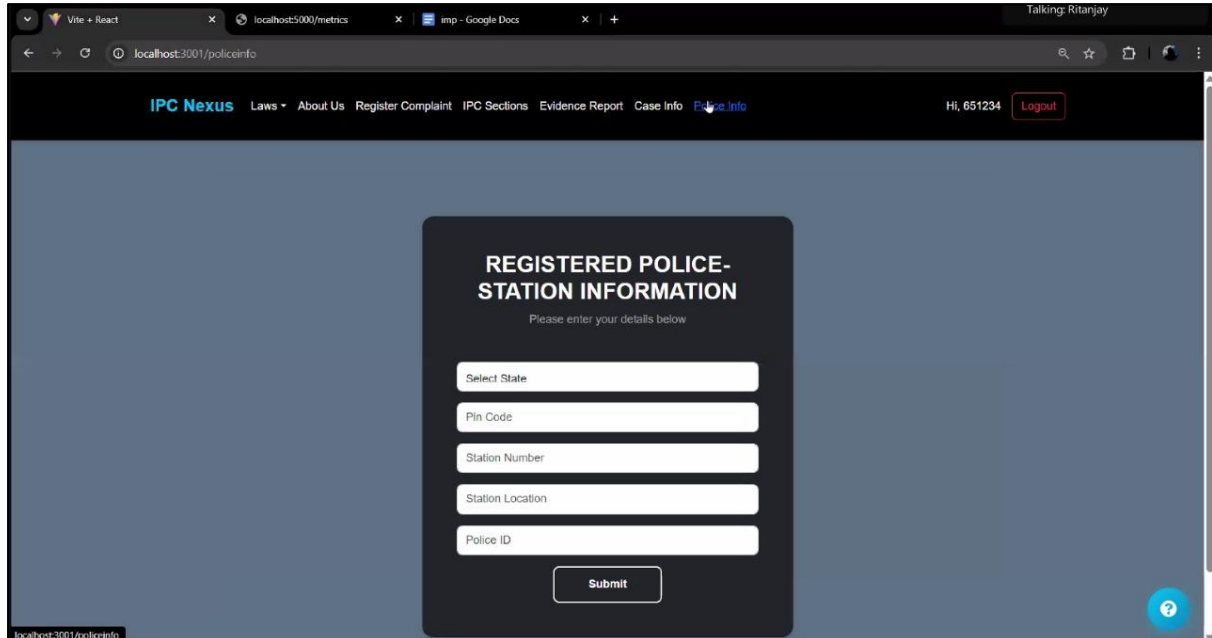 Talking: Ritanjay
Vite + React
localhost:5000/metrics
imp - Google Docs
localhost:3001/policeinfo
IPC Nexus Laws About Us Register Complaint IPC Sections Evidence Report Case Info Police Info Hi, 651234 Logout
REGISTERED POLICE-
STATION INFORMATION
Please enter your details below
Select State
Pin Code
Station Number
Station Location
Police ID
Submit
?
localhost:3001/policeinfo